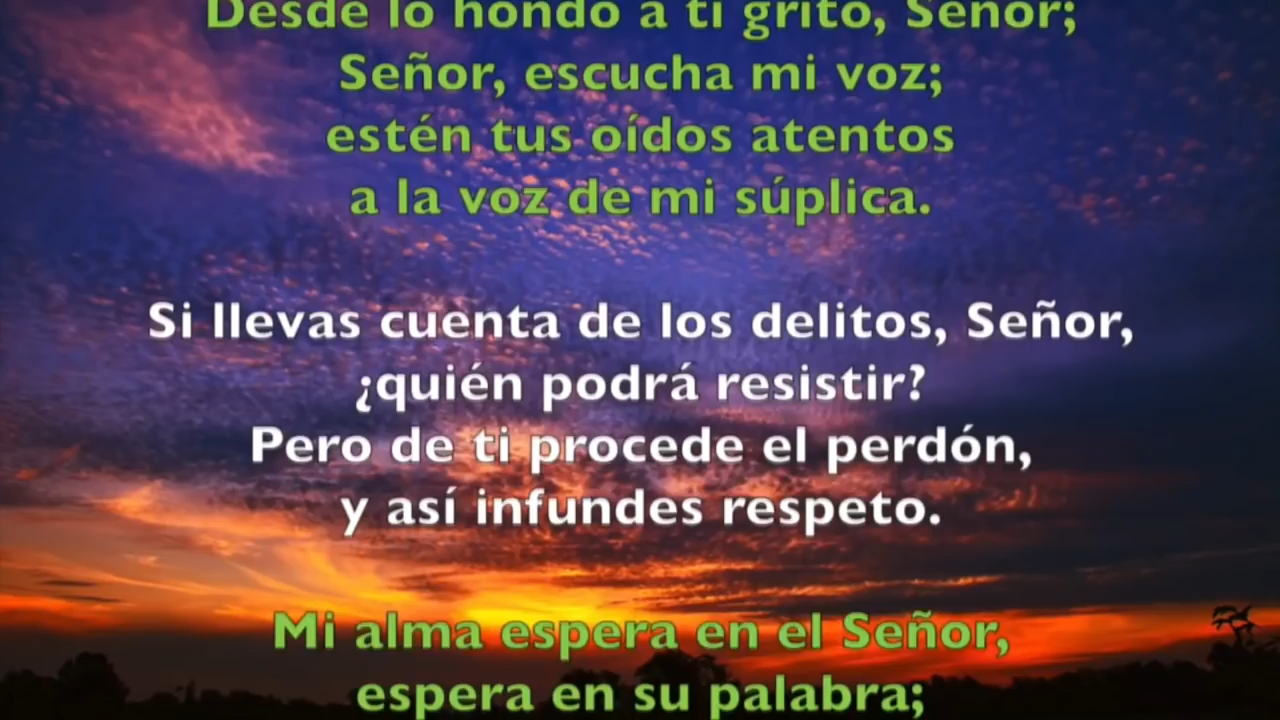 Desde lo hondo a ti grito, Señor;
Señor, escucha mi voz;
estén tus oídos atentos
a la voz de mi súplica.
Si llevas cuenta de los delitos, Señor,
¿quién podrá resistir?
Pero de ti procede el perdón,
y así infundes respeto.
Mi alma espera en el Señor,
espera en su palabra;